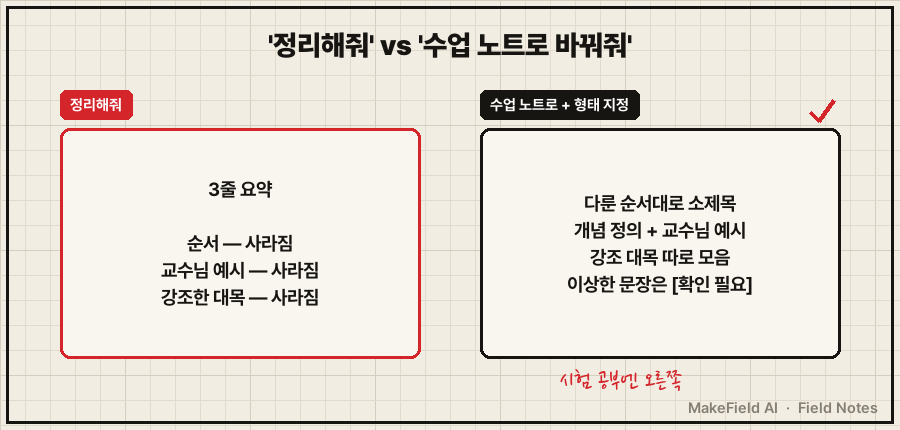 '정리해줘' vs '수업 노트로 바꿔줘'
정리해줘
3줄 요약
순서 — 사라짐
교수님 예시 — 사라짐
강조한 대목 — 사라짐
수업 노트로 + 형태 지정
다룬 순서대로 소제목
개념 정의 + 교수님 예시
강조 대목 따로 모음
이상한 문장은 [확인 필요]
시험 공부엔 오른쪽
MakeField AI · Field Notes